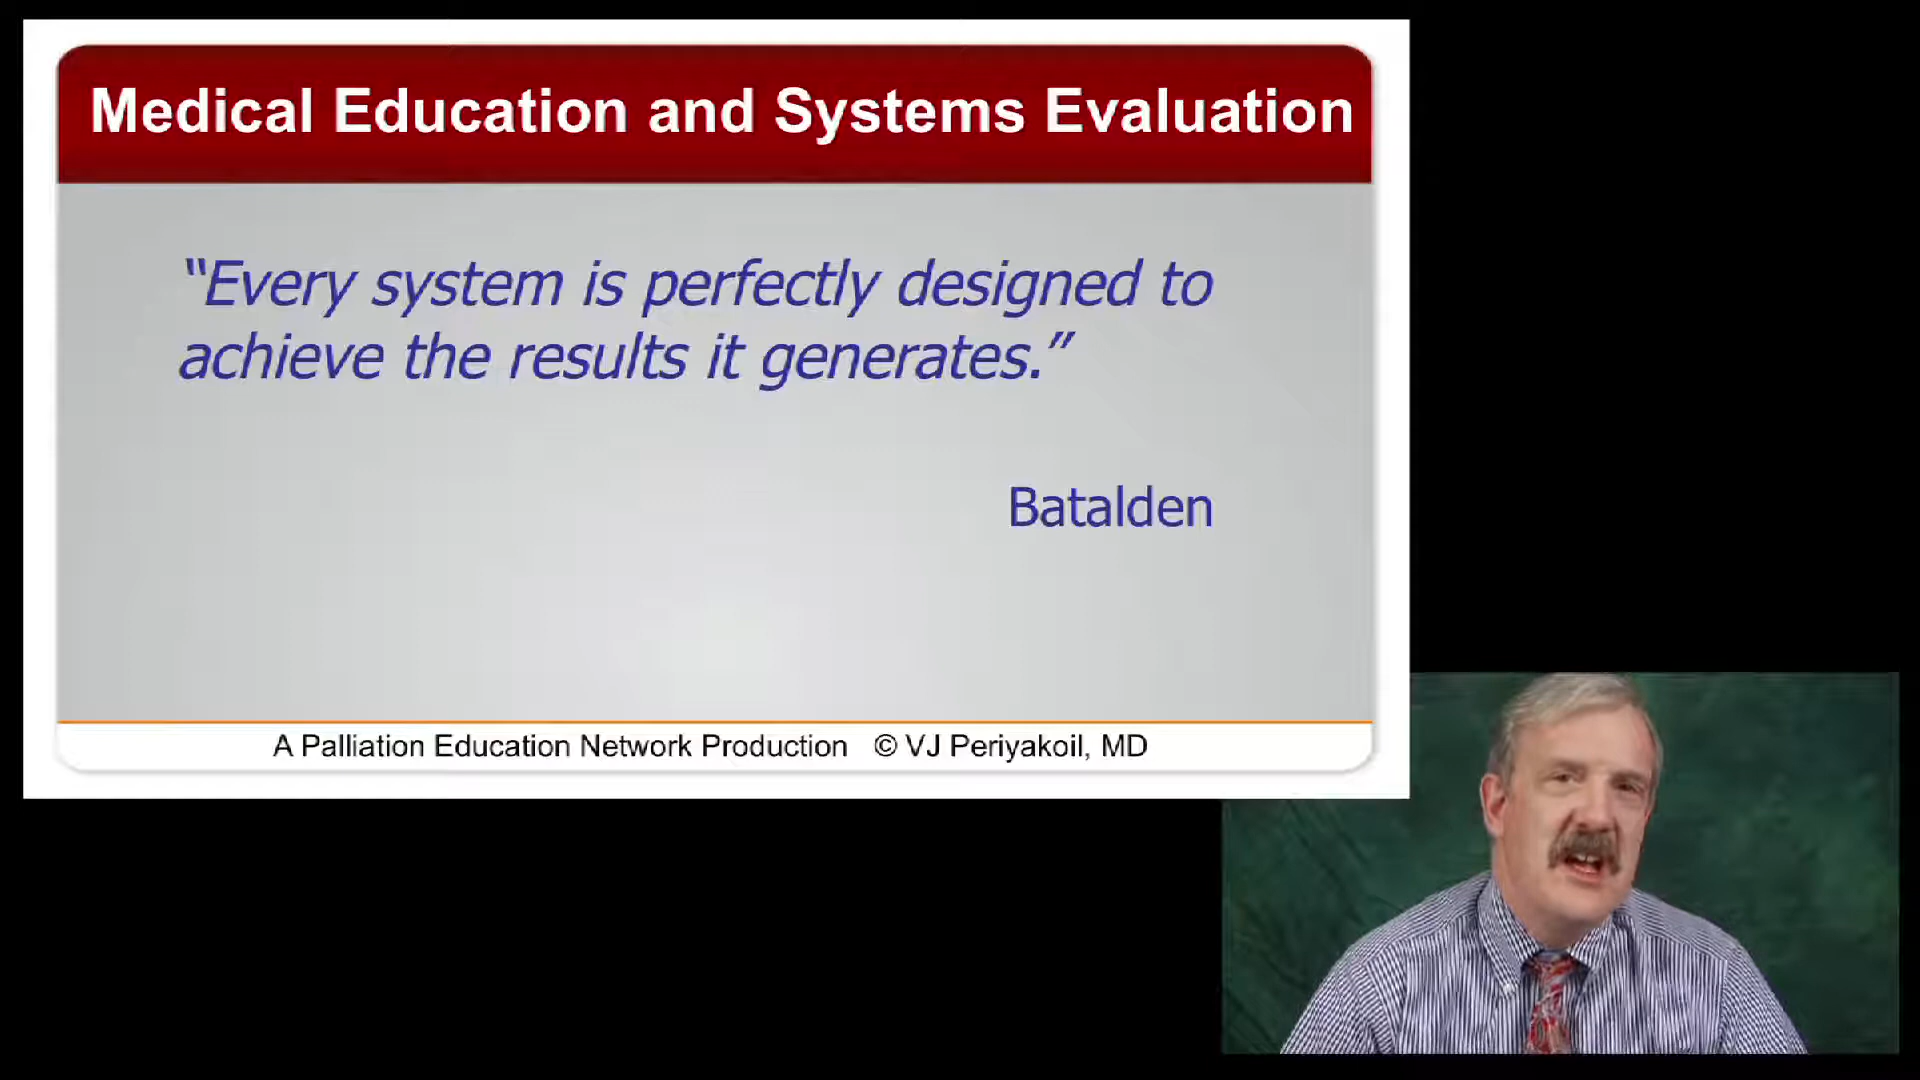 Medical Education and Systems Evaluation
“Every system is perfectly designed to
achieve the results it generates.”
Batalden
A Palliation Education Network Production © VJ Periyakoil, MD